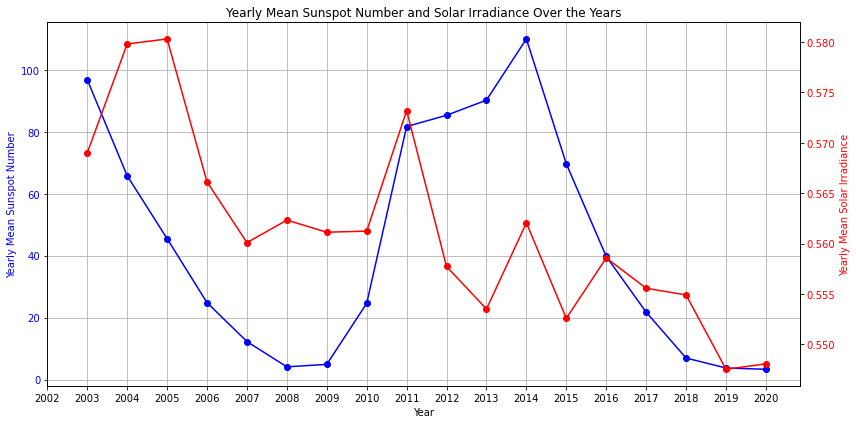 Yearly Mean Sunspot Number and Solar Irradiance Over the Years
Yearly Mean Sunspot Number
100
80
60
40
20
0
0.580
0.575
0.570
0.565
0.560
0.555
0.550
Yearly Mean Solar Irradiance
2002 2003 2004 2005 2006 2007 2008 2009 2010 2011 2012 2013 2014 2015 2016 2017 2018 2019 2020
Year